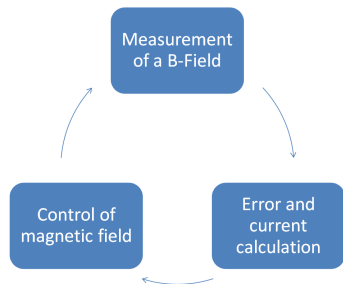 Measurement
of a B-Field
Error and
current
calculation
Control of
magnetic field